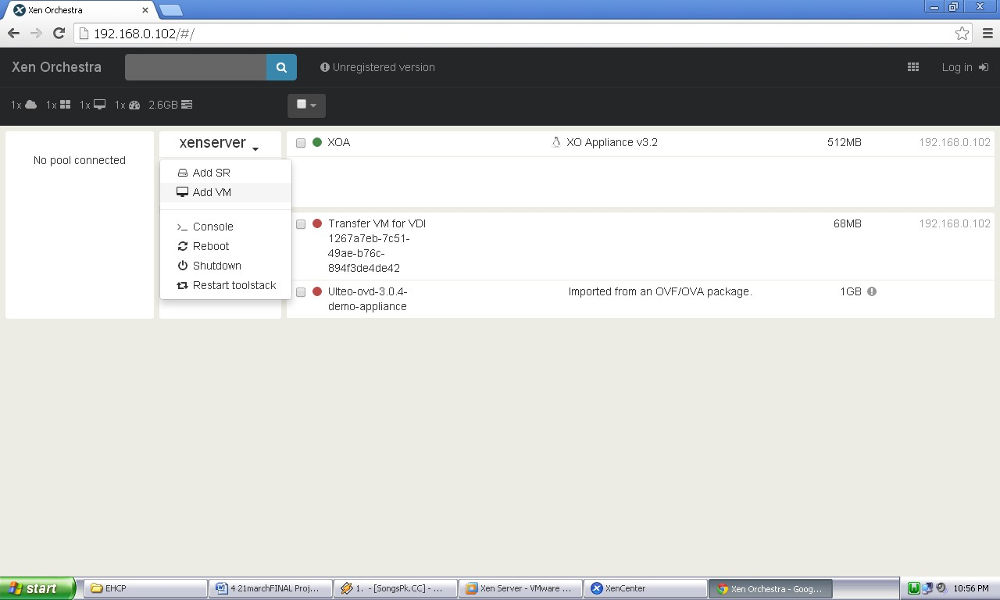 Xen Orchestra
192.168.0.102/#/
Xen Orchestra
Unregistered version
Log in
1x 1x 1x 1x 2.6GB
No pool connected
xenserver
Add SR
Add VM
Console
Reboot
Shutdown
Restart toolstack
XOA XO Appliance v3.2 512MB 192.168.0.102
Transfer VM for VDI 68MB 192.168.0.102
1267a7eb-7c51-
49ae-b76c-
894f3de4de42
Ulteo-ovd-3.0.4- Imported from an OVF/OVA package. 1GB
demo-appliance
start EHCP 4 21marchFINAL Proj... 1. - [SongsPk.CC] - ... Xen Server - VMware ... XenCenter Xen Orchestra - Goog... 10:56 PM